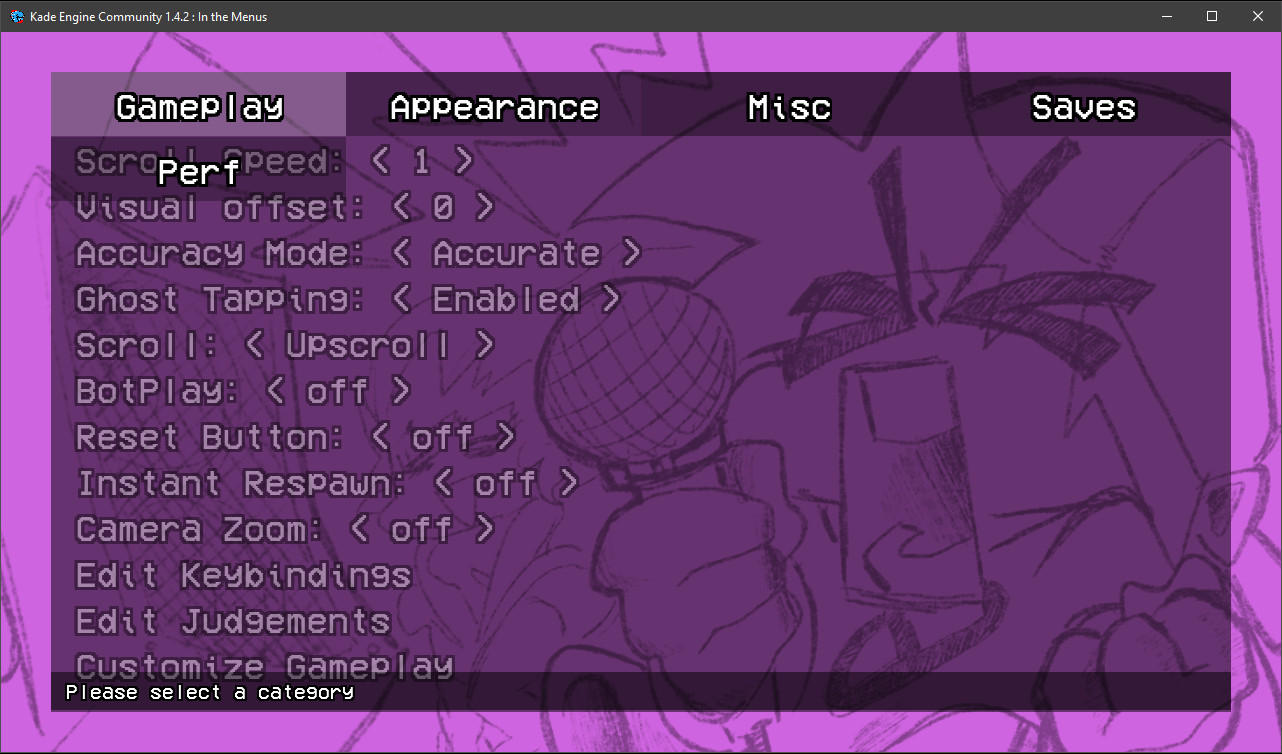 Kade Engine Community 1.4.2 : In the Menus
Gameplay Appearance Misc Saves
Perf
Scroll Speed: < 1 >
Visual offset: < 0 >
Accuracy Mode: < Accurate >
Ghost Tapping: < Enabled >
Scroll: < Upscroll >
BotPlay: < off >
Reset Button: < off >
Instant Respawn: < off >
Camera Zoom: < off >
Edit Keybindings
Edit Judgements
Customize Gameplay
Please select a category